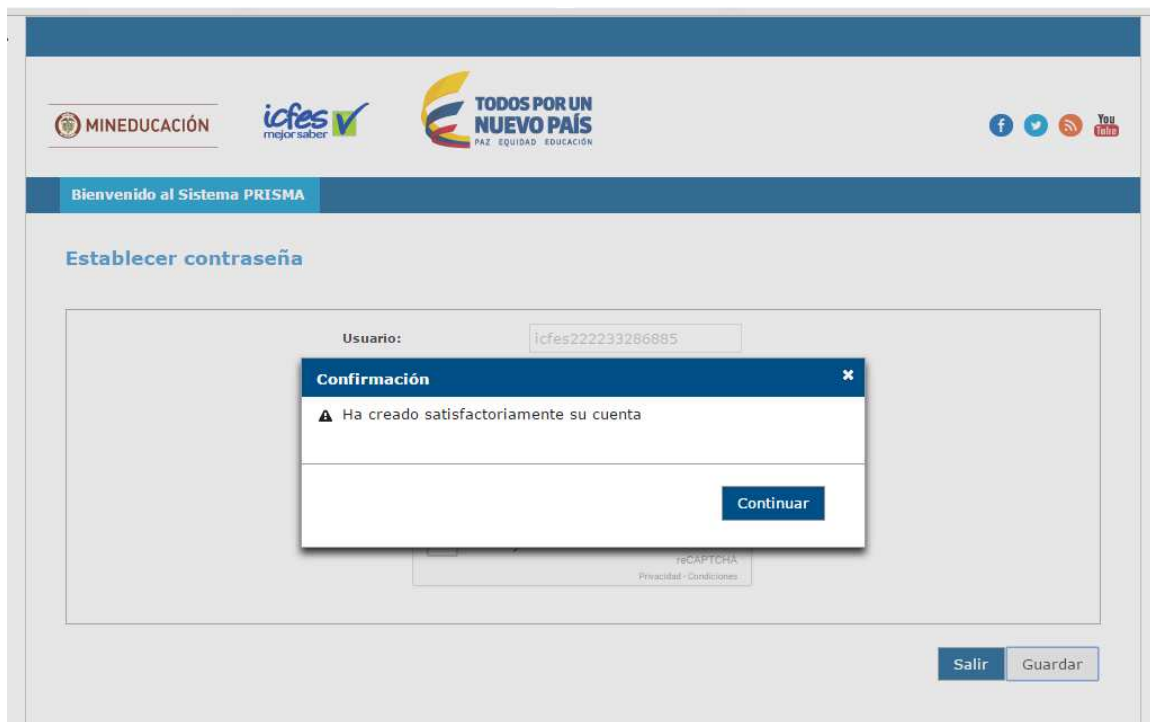 MINEDUCACIÓN
icfes
mejor saber
TODOS POR UN
NUEVO PAÍS
PAZ EQUIDAD EDUCACIÓN
You
Tube
Bienvenido al Sistema PRISMA
Establecer contraseña
Usuario: icfes222233286885
Confirmación
Ha creado satisfactoriamente su cuenta
Continuar
reCAPTCHA
Privacidad - Condiciones
Salir Guardar